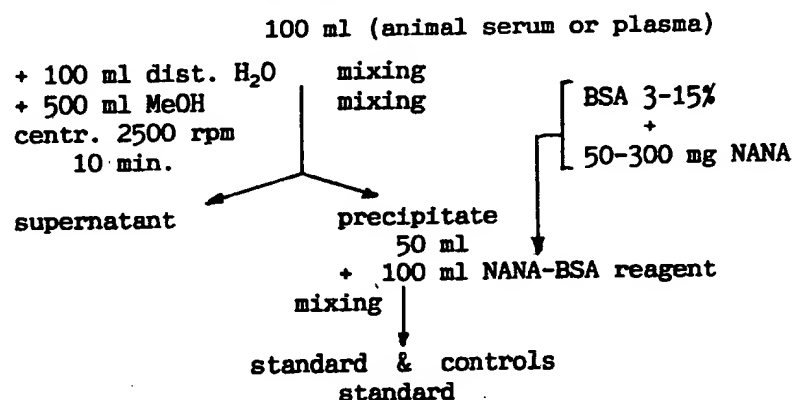 100 ml (animal serum or plasma)
+ 100 ml dist. H₂O mixing
+ 500 ml MeOH mixing
centr. 2500 rpm
10 min.
BSA 3-15%
+
50-300 mg NANA
supernatant
precipitate
50 ml
+ 100 ml NANA-BSA reagent
mixing
standard & controls
standard